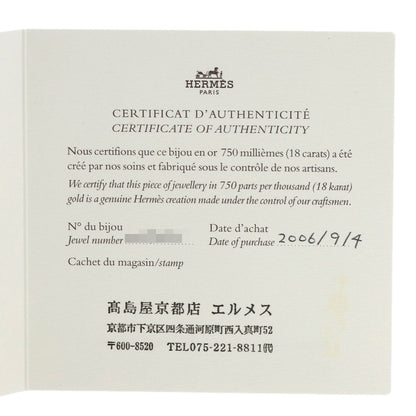 HERMÈS
PARIS
CERTIFICAT D'AUTHENTICITÉ
CERTIFICATE OF AUTHENTICITY
Nous certifions que ce bijou en or 750 millièmes (18 carats) a été
créé par nos soins et fabriqué sous le contrôle de nos artisans.
We certify that this piece of jewellery in 750 parts per thousand (18 karat)
gold is a genuine Hermès creation made under the control of our craftsmen.
N° du bijou
Jewel number
Date d'achat
Date of purchase 2006/9/4
Cachet du magasin/stamp
髙島屋京都店 エルメス
京都市下京区四条通河原町西入真町52
〒600-8520 TEL075-221-8811㈹